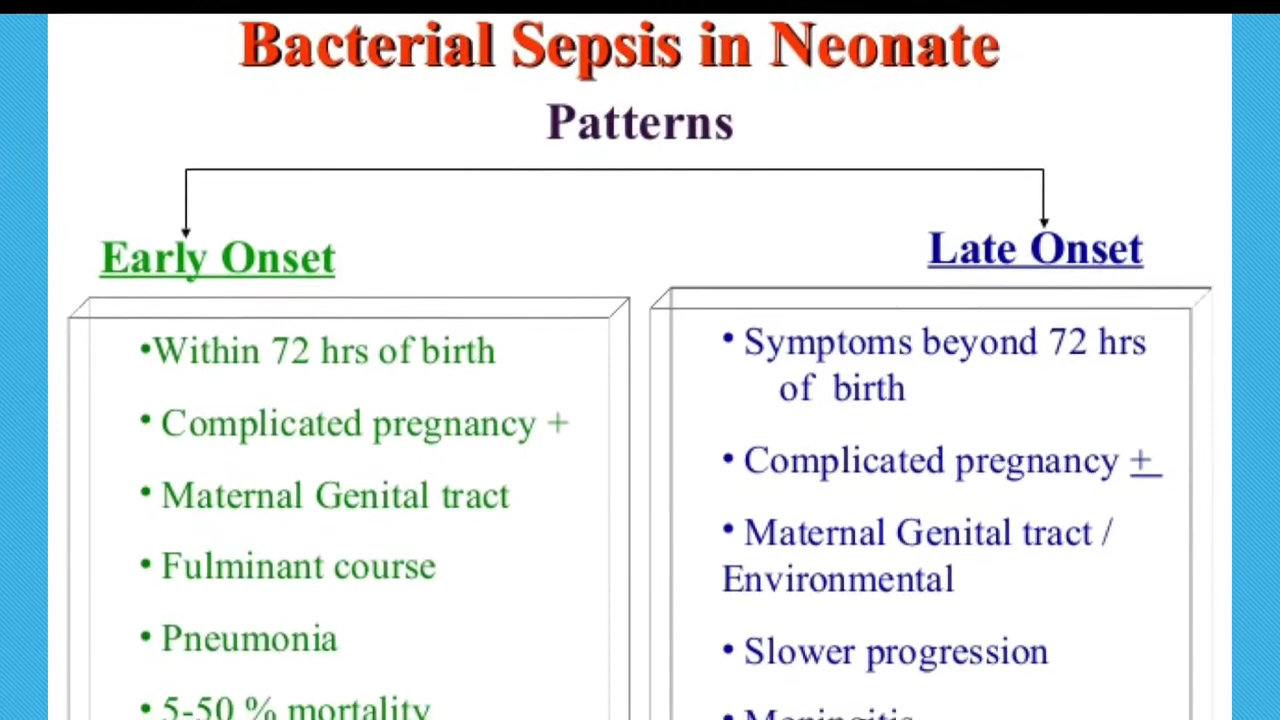 Bacterial Sepsis in Neonate
Patterns
Early Onset
•Within 72 hrs of birth
• Complicated pregnancy +
• Maternal Genital tract
• Fulminant course
• Pneumonia
• 5-50 % mortality
Late Onset
• Symptoms beyond 72 hrs
of birth
• Complicated pregnancy +
• Maternal Genital tract /
Environmental
• Slower progression
• Meningitis